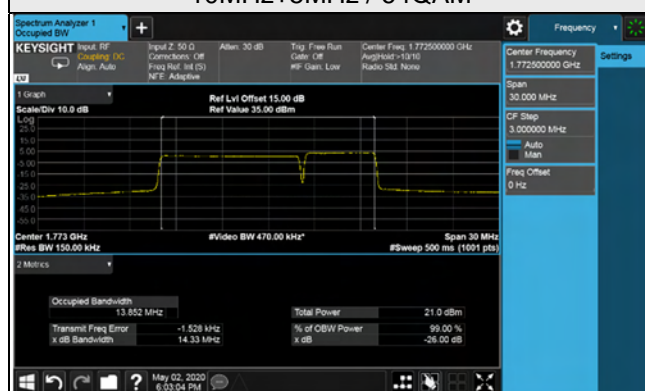 10MHz+5MHz / 64QAM
Spectrum Analyzer 1
Occupied BW
+
Frequency
KEYSIGHT Input: RF
Coupling: DC
Align: Auto
Input Z: 50 Ω
Corrections: Off
Freq Ref: Int (S)
NFE: Adaptive
Atten: 30 dB
Trig: Free Run
Gate: Off
#IF Gain: Low
Center Freq: 1.772500000 GHz
Avg|Hold:>10/10
Radio Std: None
LXI
Center Frequency
1.772500000 GHz
Settings
Span
30.000 MHz
CF Step
3.000000 MHz
Auto
Man
Freq Offset
0 Hz
1 Graph
Scale/Div 10.0 dB
Ref Lvl Offset 15.00 dB
Ref Value 35.00 dBm
Log
25.0
15.0
5.00
-5.00
-15.0
-25.0
-35.0
-45.0
-55.0
Center 1.773 GHz
#Res BW 150.00 kHz
#Video BW 470.00 kHz*
Span 30 MHz
#Sweep 500 ms (1001 pts)
2 Metrics
Occupied Bandwidth
13.852 MHz
Total Power 21.0 dBm
Transmit Freq Error -1.528 kHz
% of OBW Power 99.00 %
x dB Bandwidth 14.33 MHz
x dB -26.00 dB
?
May 02, 2020
6:03:04 PM